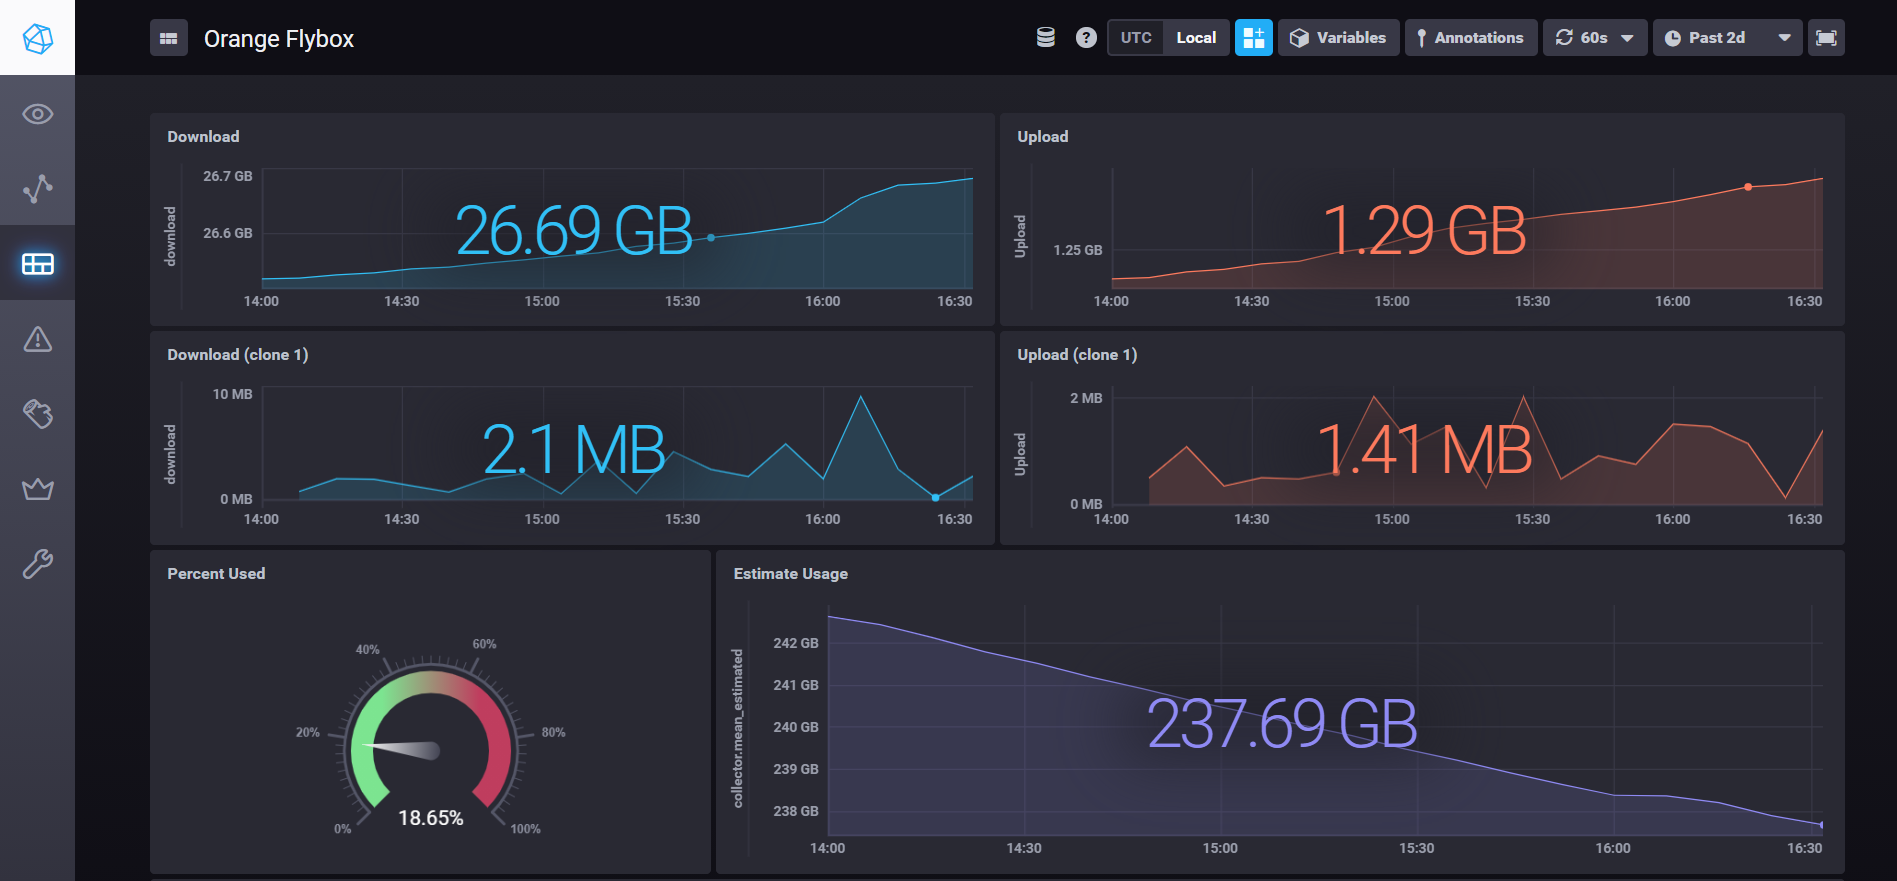 Orange Flybox
?
UTC Local Variables Annotations 60s Past 2d
Download
download
26.7 GB
26.6 GB
26.69 GB
14:00 14:30 15:00 15:30 16:00 16:30
Upload
Upload
1.25 GB
1.29 GB
14:00 14:30 15:00 15:30 16:00 16:30
Download (clone 1)
download
10 MB
0 MB
2.1 MB
14:00 14:30 15:00 15:30 16:00 16:30
Upload (clone 1)
Upload
2 MB
0 MB
1.41 MB
14:00 14:30 15:00 15:30 16:00 16:30
Percent Used
0%
20%
40%
60%
80%
100%
18.65%
Estimate Usage
collector.mean_estimated
242 GB
241 GB
240 GB
239 GB
238 GB
237.69 GB
14:00 14:30 15:00 15:30 16:00 16:30